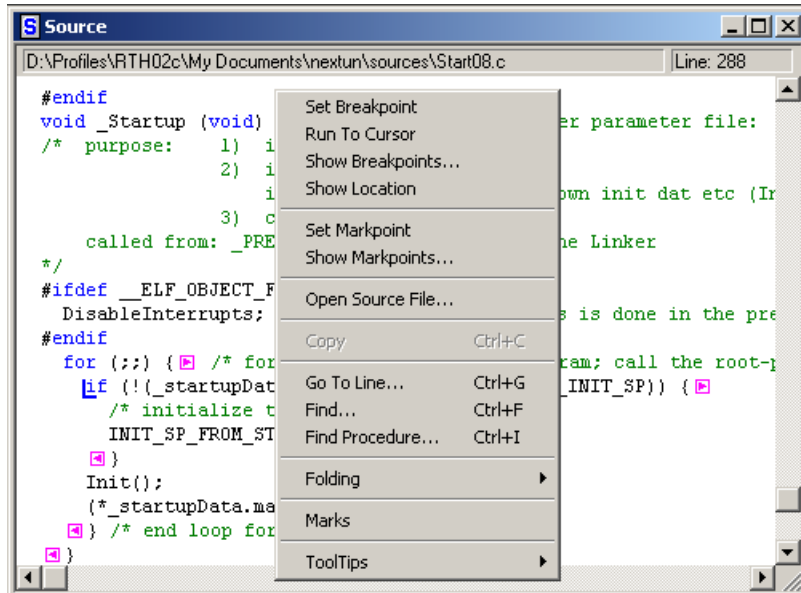 Source
D:\Profiles\RTH02c\My Documents\nextun\sources\Start08.c Line: 288
#endif
void _Startup (void) er parameter file:
/* purpose: 1) i
2) i
i own init dat etc (In
3) c
called from: _PRE he Linker
*/
#ifdef __ELF_OBJECT_F
DisableInterrupts; s is done in the pre
#endif
for (;;) { /* for ram; call the root-p
if (!(_startupDat _INIT_SP)) {
/* initialize t
INIT_SP_FROM_ST
}
Init();
(*_startupData.ma
} /* end loop for
}
Set Breakpoint
Run To Cursor
Show Breakpoints...
Show Location
Set Markpoint
Show Markpoints...
Open Source File...
Copy Ctrl+C
Go To Line... Ctrl+G
Find... Ctrl+F
Find Procedure... Ctrl+I
Folding
Marks
ToolTips